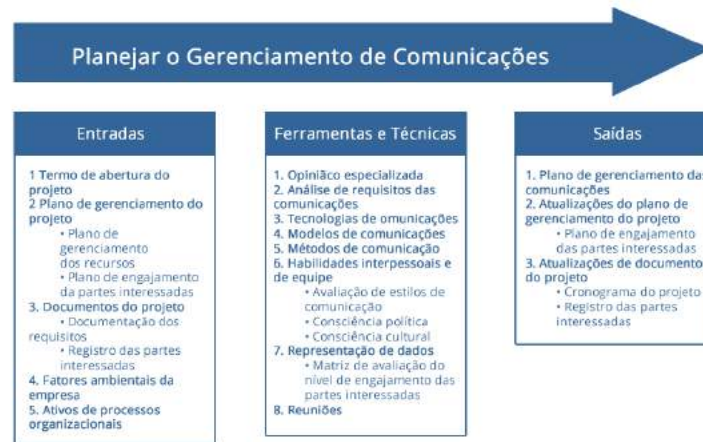 Planejar o Gerenciamento de Comunicações
Entradas
1 Termo de abertura do
projeto
2 Plano de gerenciamento do
projeto
• Plano de
gerenciamento
dos recursos
• Plano de engajamento
da partes interessadas
3. Documentos do projeto
• Documentação dos
requisitos
• Registro das partes
interessadas
4. Fatores ambientais da
empresa
5. Ativos de processos
organizacionais
Ferramentas e Técnicas
1. Opiniãco especializada
2. Análise de requisitos das
comunicações
3. Tecnologias de omunicações
4. Modelos de comunicações
5. Métodos de comunicação
6. Habilidades interpessoais e
de equipe
• Avaliação de estilos de
comunicação
• Consciência política
• Consciência cultural
7. Representação de dados
• Matriz de avaliação do
nível de engajamento das
partes interessadas
8. Reuniões
Saídas
1. Plano de gerenciamento das
comunicações
2. Atualizações do plano de
gerenciamento do projeto
• Plano de engajamento
das partes interessadas
3. Atualizações de documento
do projeto
• Cronograma do projeto
• Registro das partes
interessadas